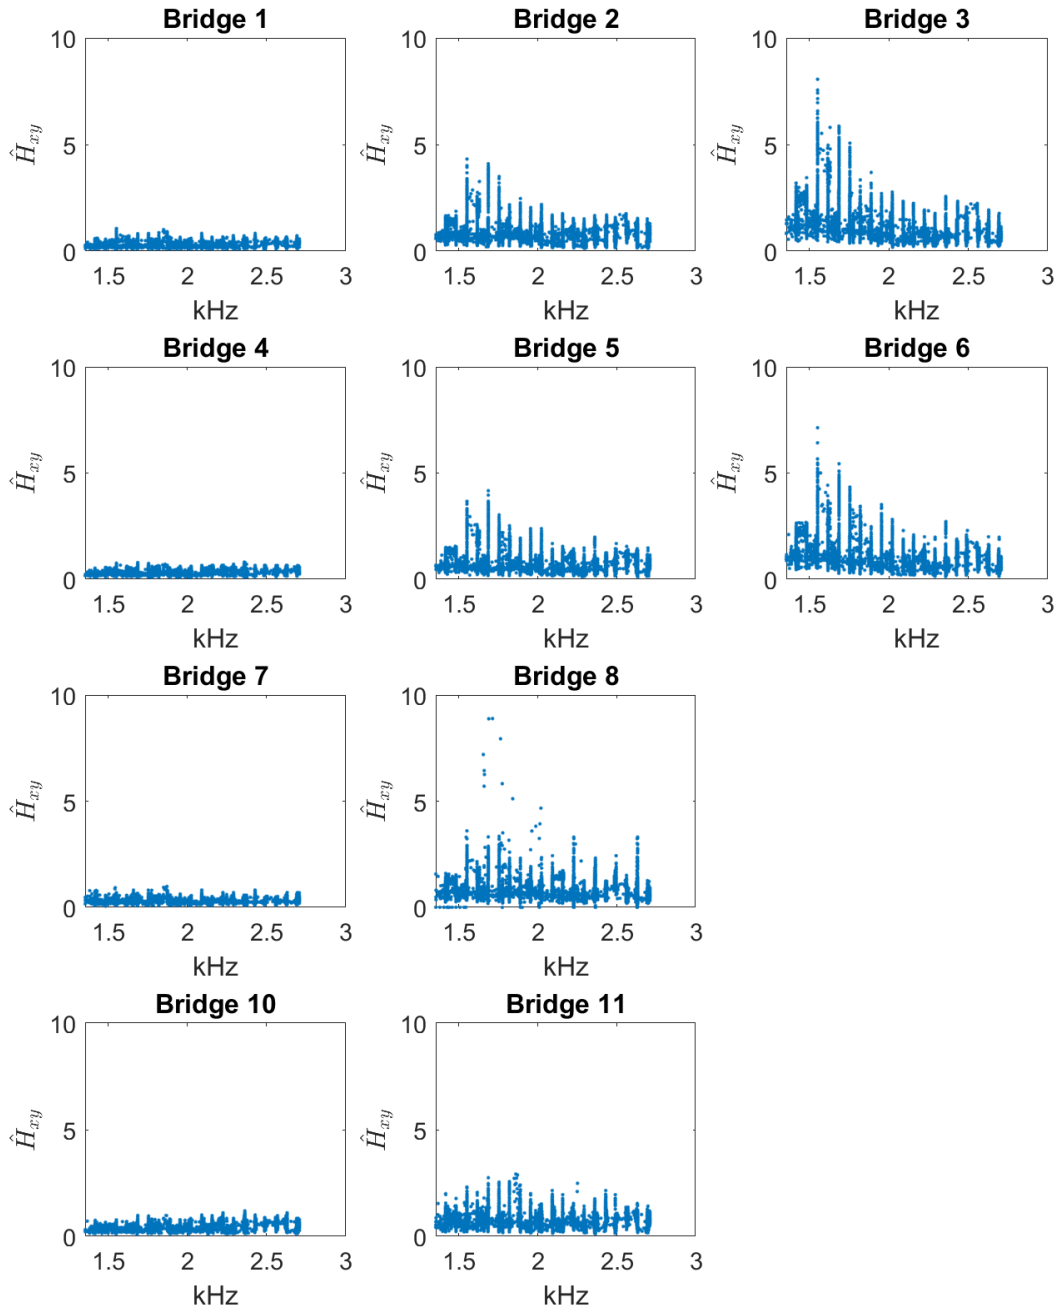 Bridge 1 Bridge 2 Bridge 3
10 10 10
5 5 5
0 0 0
Ĥxy Ĥxy Ĥxy
1.5 2 2.5 3 1.5 2 2.5 3 1.5 2 2.5 3
kHz kHz kHz
Bridge 4 Bridge 5 Bridge 6
10 10 10
5 5 5
0 0 0
Ĥxy Ĥxy Ĥxy
1.5 2 2.5 3 1.5 2 2.5 3 1.5 2 2.5 3
kHz kHz kHz
Bridge 7 Bridge 8
10 10
5 5
0 0
Ĥxy Ĥxy
1.5 2 2.5 3 1.5 2 2.5 3
kHz kHz
Bridge 10 Bridge 11
10 10
5 5
0 0
Ĥxy Ĥxy
1.5 2 2.5 3 1.5 2 2.5 3
kHz kHz